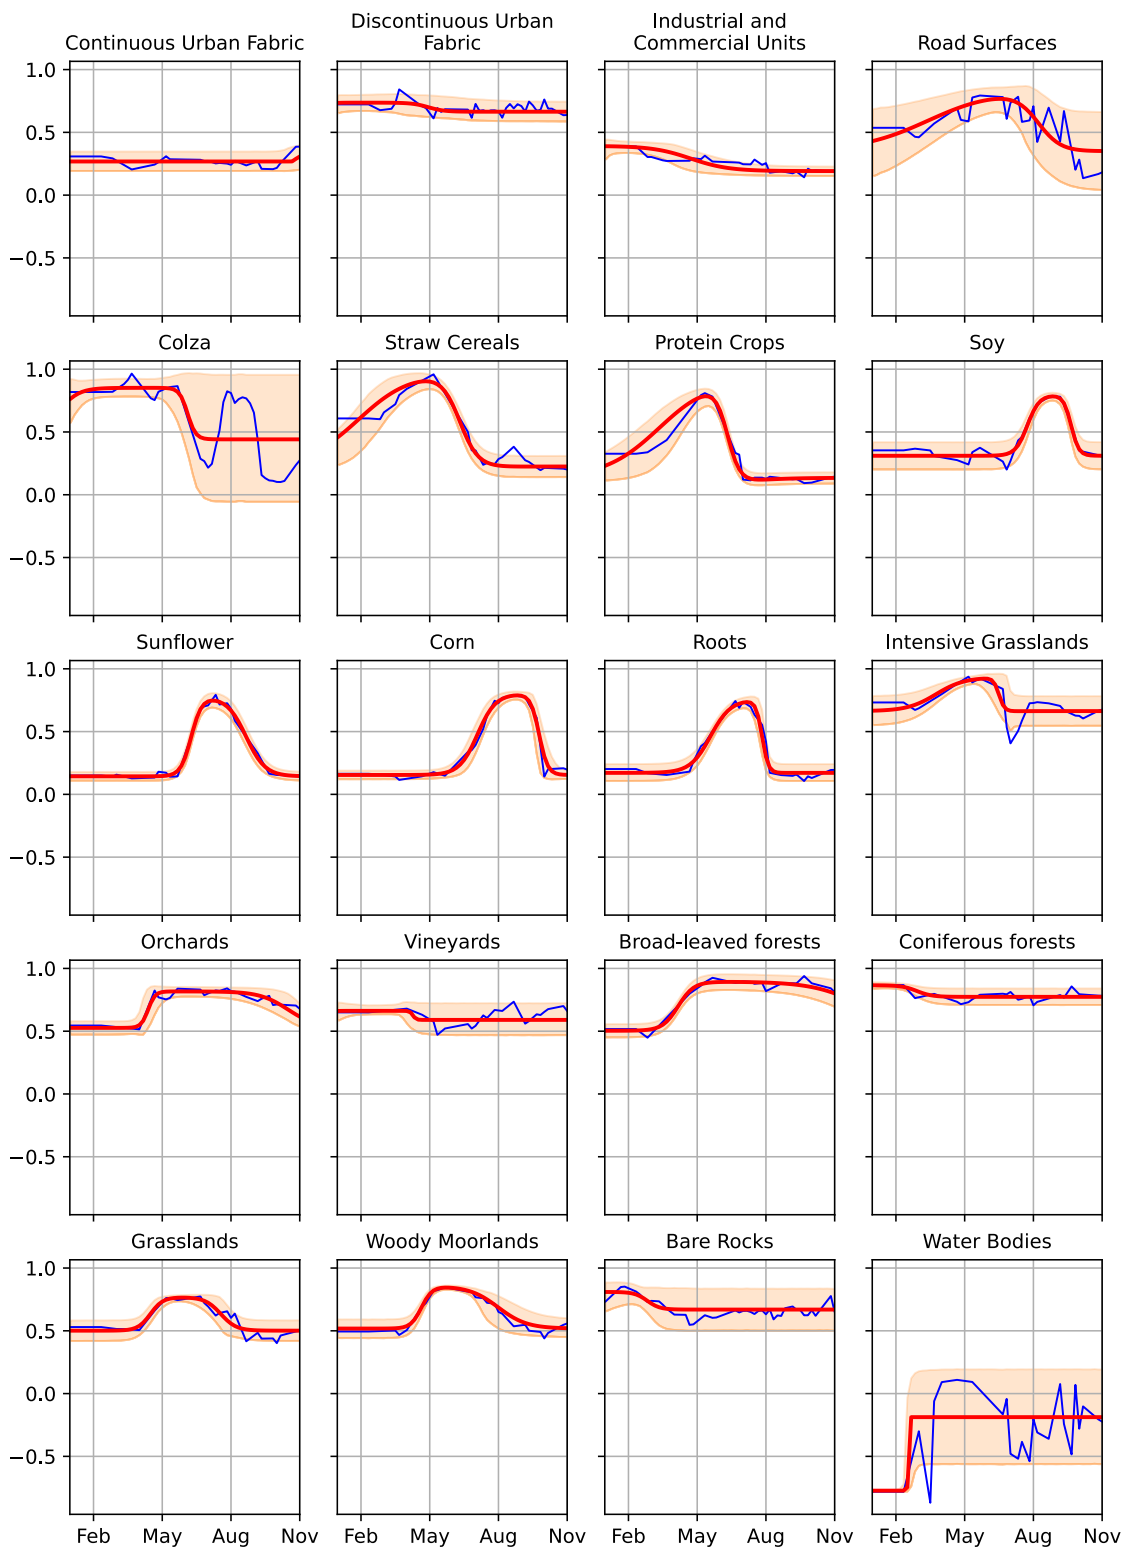 Continuous Urban Fabric
Discontinuous Urban
Fabric
Industrial and
Commercial Units
Road Surfaces
1.0
0.5
0.0
−0.5
Colza
Straw Cereals
Protein Crops
Soy
1.0
0.5
0.0
−0.5
Sunflower
Corn
Roots
Intensive Grasslands
1.0
0.5
0.0
−0.5
Orchards
Vineyards
Broad-leaved forests
Coniferous forests
1.0
0.5
0.0
−0.5
Grasslands
Woody Moorlands
Bare Rocks
Water Bodies
1.0
0.5
0.0
−0.5
Feb May Aug Nov
Feb May Aug Nov
Feb May Aug Nov
Feb May Aug Nov